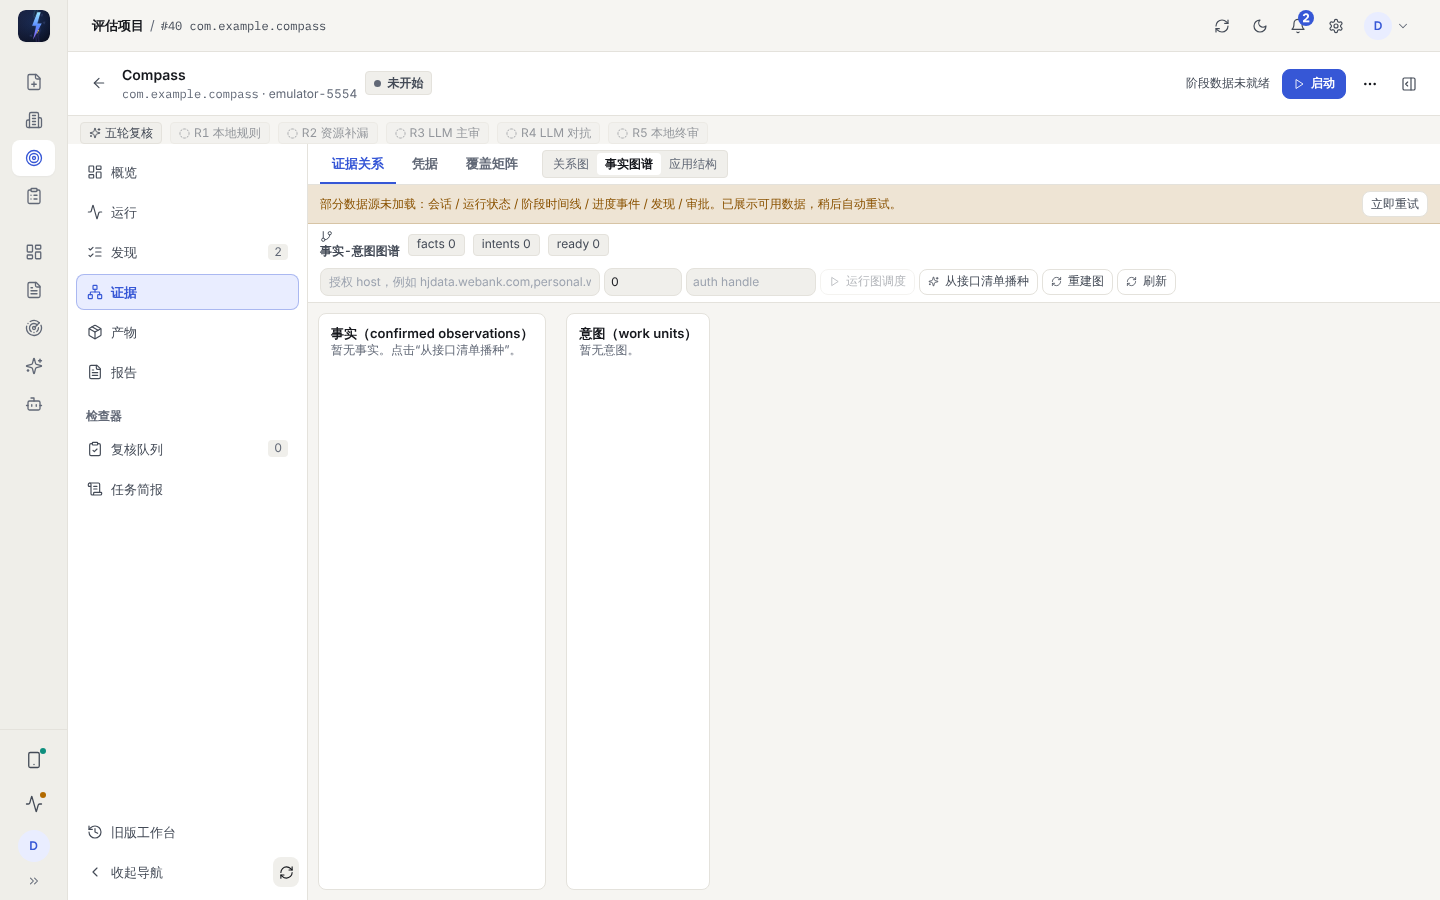 评估项目 / #40 com.example.compass
2
D
Compass
com.example.compass · emulator-5554
未开始
阶段数据未就绪
启动
五轮复核
R1 本地规则
R2 资源补漏
R3 LLM 主审
R4 LLM 对抗
R5 本地终审
概览
运行
发现
2
证据
产物
报告
检查器
复核队列
0
任务简报
旧版工作台
收起导航
D
证据关系
凭据
覆盖矩阵
关系图
事实图谱
应用结构
部分数据源未加载：会话 / 运行状态 / 阶段时间线 / 进度事件 / 发现 / 审批。已展示可用数据，稍后自动重试。
立即重试
事实-意图图谱
facts 0
intents 0
ready 0
授权 host，例如 hjdata.webank.com,personal.v
0
auth handle
运行图调度
从接口清单播种
重建图
刷新
事实（confirmed observations）
暂无事实。点击“从接口清单播种”。
意图（work units）
暂无意图。